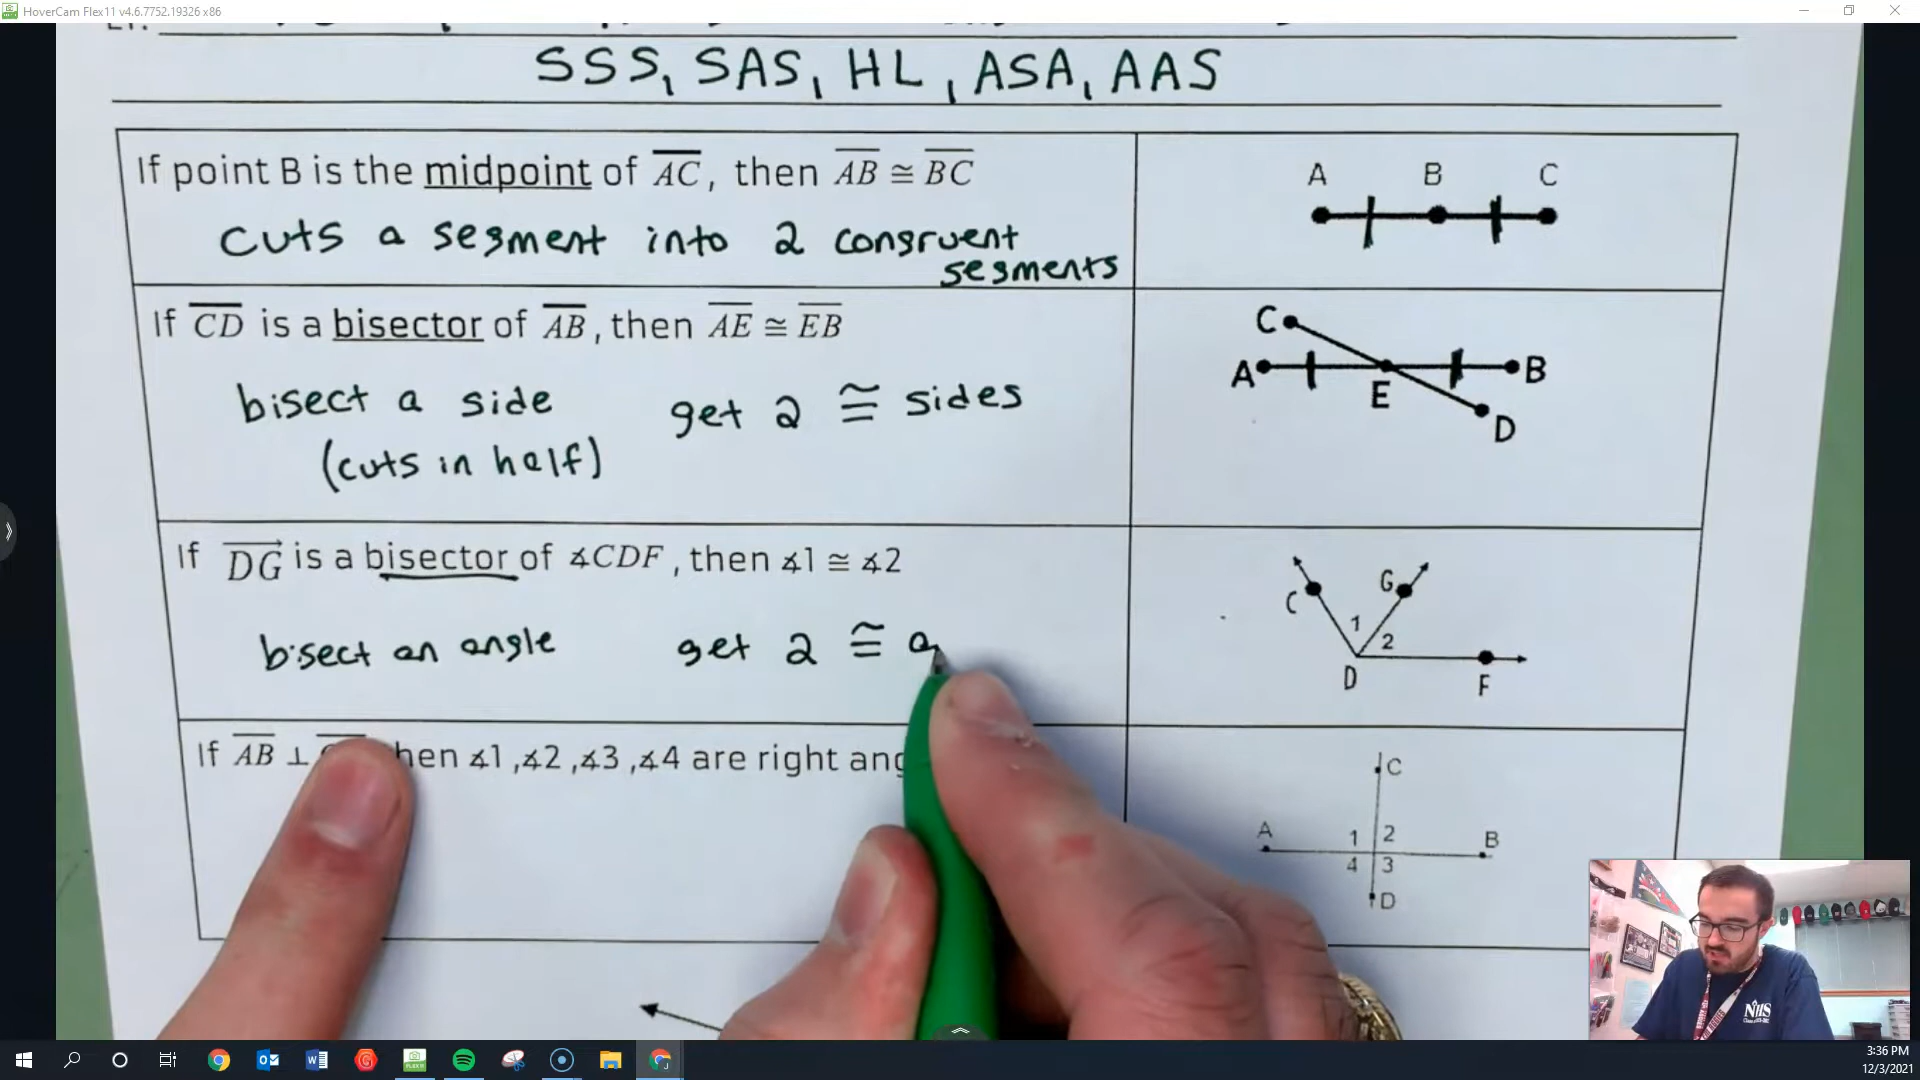 HoverCam Flex11 v4.6.7752.19326 x86
SSS, SAS, HL, ASA, AAS
If point B is the midpoint of AC, then AB ≅ BC
cuts a segment into 2 congruent
segments
A B C
If CD is a bisector of AB, then AE ≅ EB
bisect a side get 2 ≅ sides
(cuts in half)
C
A B
E
D
If DG is a bisector of ∡CDF, then ∡1 ≅ ∡2
bisect an angle get 2 ≅
C G
1
2
D F
If AB ⊥ ∡1, ∡2, ∡3, ∡4 are right
C
A 1 2 B
4 3
D
NHS
3:36 PM
12/3/2021